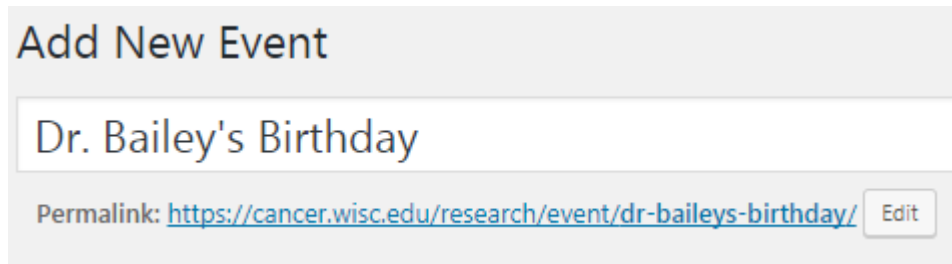 Add New Event
Dr. Bailey's Birthday
Permalink: https://cancer.wisc.edu/research/event/dr-baileys-birthday/ Edit